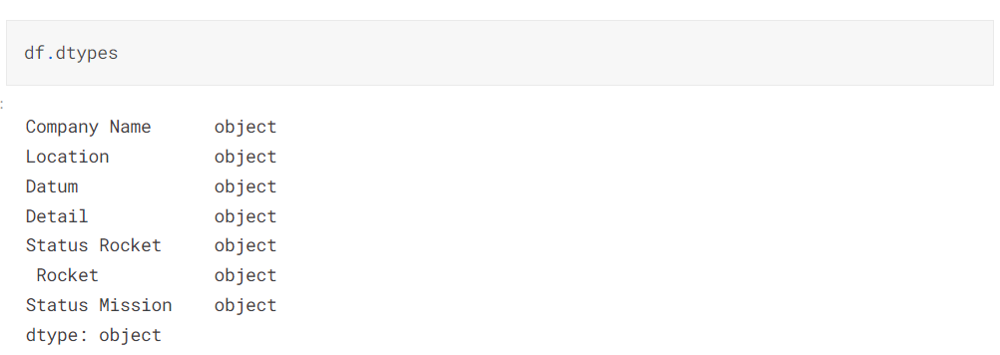 df.dtypes
:
Company Name      object
Location          object
Datum             object
Detail            object
Status Rocket     object
 Rocket           object
Status Mission    object
dtype: object